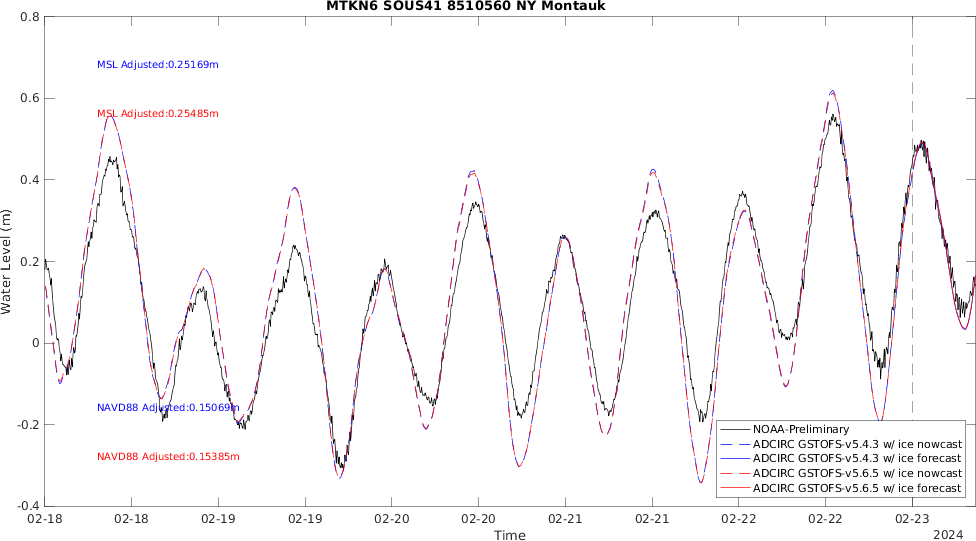 MTKN6 SOUS41 8510560 NY Montauk
0.8
MSL Adjusted:0.25169m
0.6
MSL Adjusted:0.25485m
0.4
0.2
Water Level (m)
0
NAVD88 Adjusted:0.15069m
-0.2
NAVD88 Adjusted:0.15385m
-0.4
NOAA-Preliminary
ADCIRC GSTOFS-v5.4.3 w/ ice nowcast
ADCIRC GSTOFS-v5.4.3 w/ ice forecast
ADCIRC GSTOFS-v5.6.5 w/ ice nowcast
ADCIRC GSTOFS-v5.6.5 w/ ice forecast
02-18 02-18 02-19 02-19 02-20 02-20 02-21 02-21 02-22 02-22 02-23
Time
2024